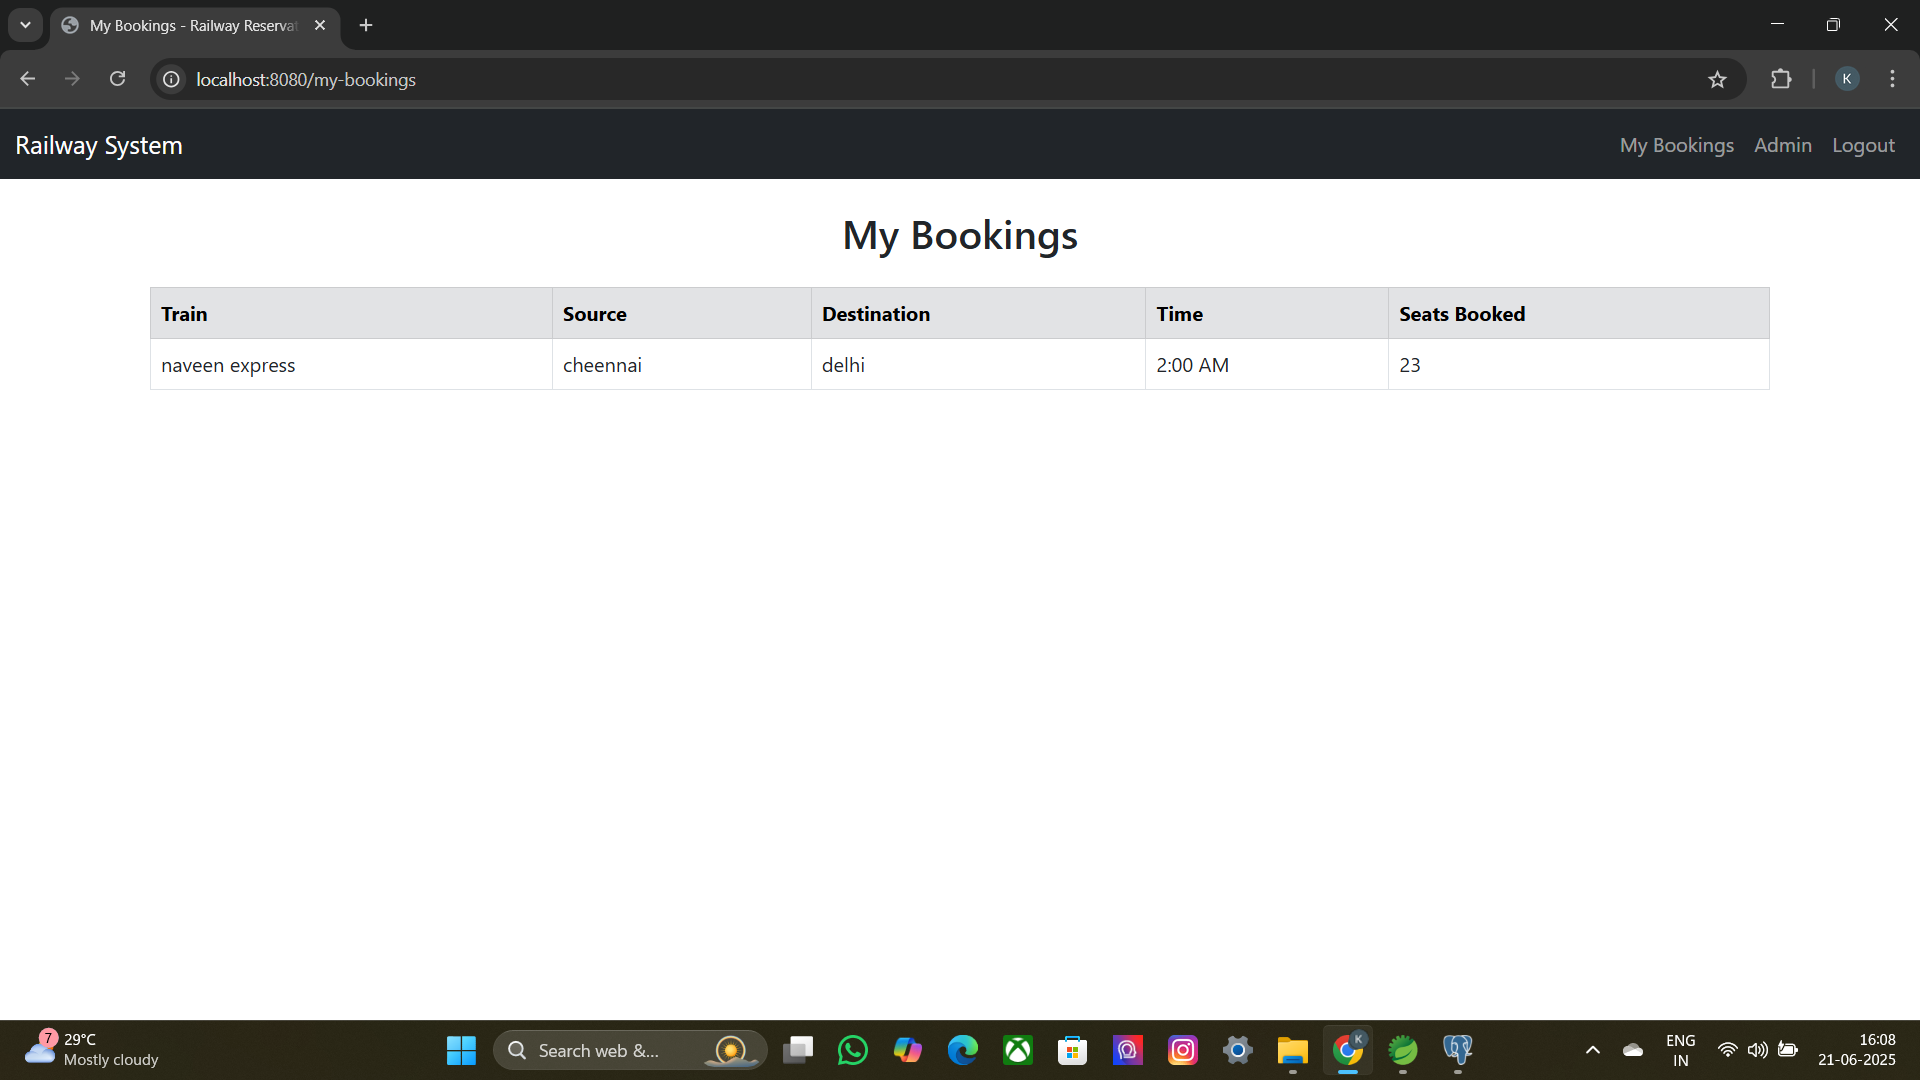 My Bookings - Railway Reserva
localhost:8080/my-bookings
K
Railway System
My Bookings Admin Logout
My Bookings
Train Source Destination Time Seats Booked
naveen express cheennai delhi 2:00 AM 23
7
29°C
Mostly cloudy
Search web &...
K
ENG
IN
16:08
21-06-2025